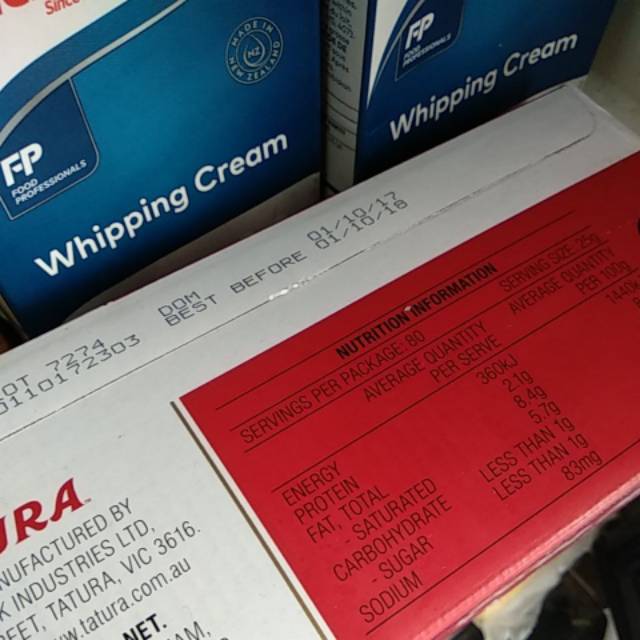 Since
MADE IN
NZ
NEW ZEALAND
FP
FOOD
PROFESSIONALS
Whipping Cream
FP
FOOD
PROFESSIONALS
Whipping Cream
DOM 01/10/17
BEST BEFORE 01/10/18
OT 7274
0110172303
NUTRITION INFORMATION
SERVINGS PER PACKAGE: 80 SERVING SIZE: 25g
AVERAGE QUANTITY AVERAGE QUANTITY
PER SERVE PER 100g
ENERGY 360kJ 1440k
PROTEIN 2.1g
FAT, TOTAL 8.4g
- SATURATED 5.7g
CARBOHYDRATE LESS THAN 1g
- SUGAR LESS THAN 1g
SODIUM 83mg
URA
NUFACTURED BY
K INDUSTRIES LTD.
EET, TATURA, VIC 3616.
www.tatura.com.au
NET.